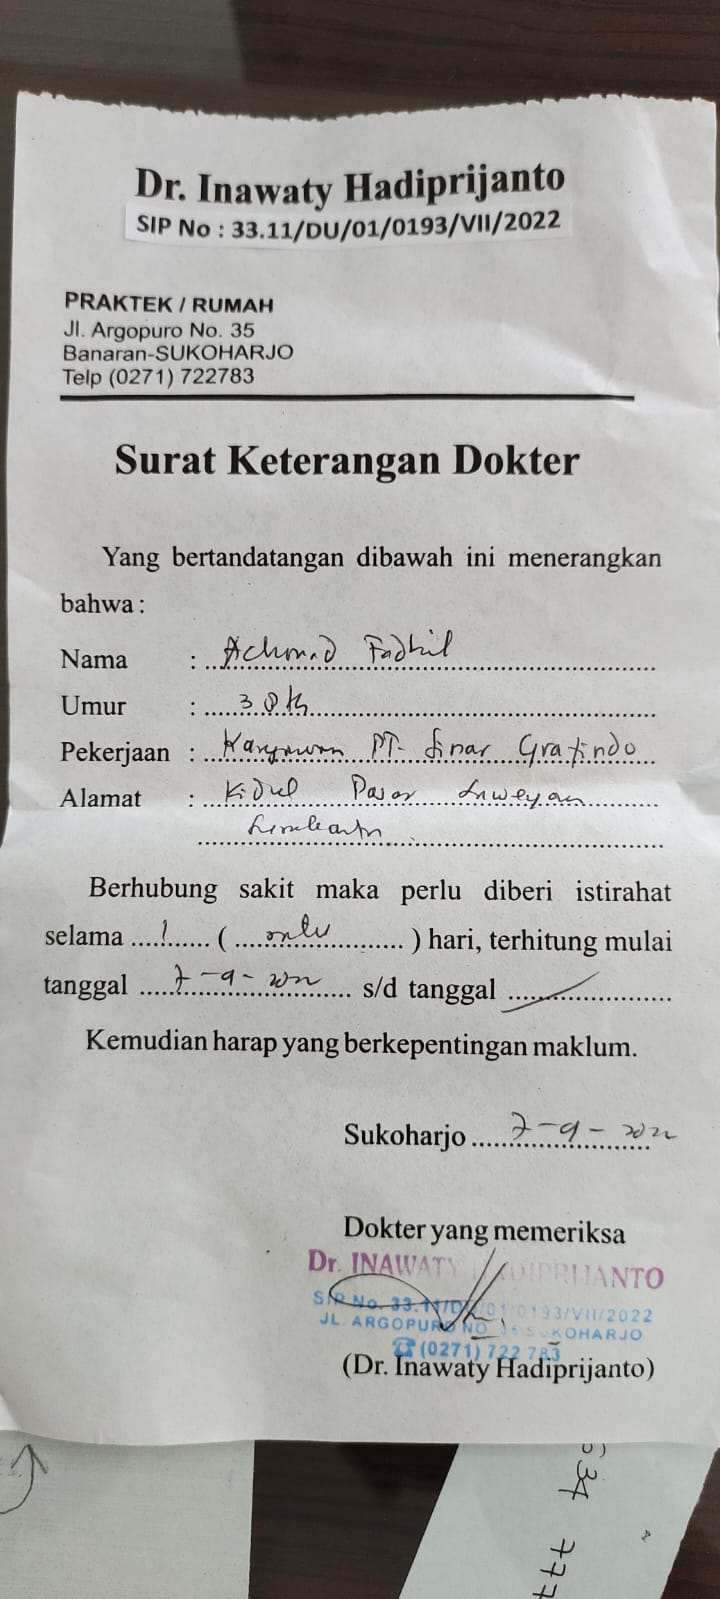 Dr. Inawaty Hadiprijanto
SIP No : 33.11/DU/01/0193/VII/2022
PRAKTEK / RUMAH
Jl. Argopuro No. 35
Banaran-SUKOHARJO
Telp (0271) 722783
Surat Keterangan Dokter
Yang bertandatangan dibawah ini menerangkan
bahwa :
Nama : Achmad Fadhil
Umur : 30 th
Pekerjaan : Karyawan PT. Sinar Grafindo
Alamat : Kidul Pasar Laweyan
Surakarta
Berhubung sakit maka perlu diberi istirahat
selama 1 ( satu ) hari, terhitung mulai
tanggal 7-9-2022 s/d tanggal
Kemudian harap yang berkepentingan maklum.
Sukoharjo 7-9-2022
Dokter yang memeriksa
Dr. INAWATY HADIPRIJANTO
SIP No. 33.11/DU/01/0193/VII/2022
JL. ARGOPURO NO 35 SUKOHARJO
☎ (0271) 722 783
(Dr. Inawaty Hadiprijanto)
634
777